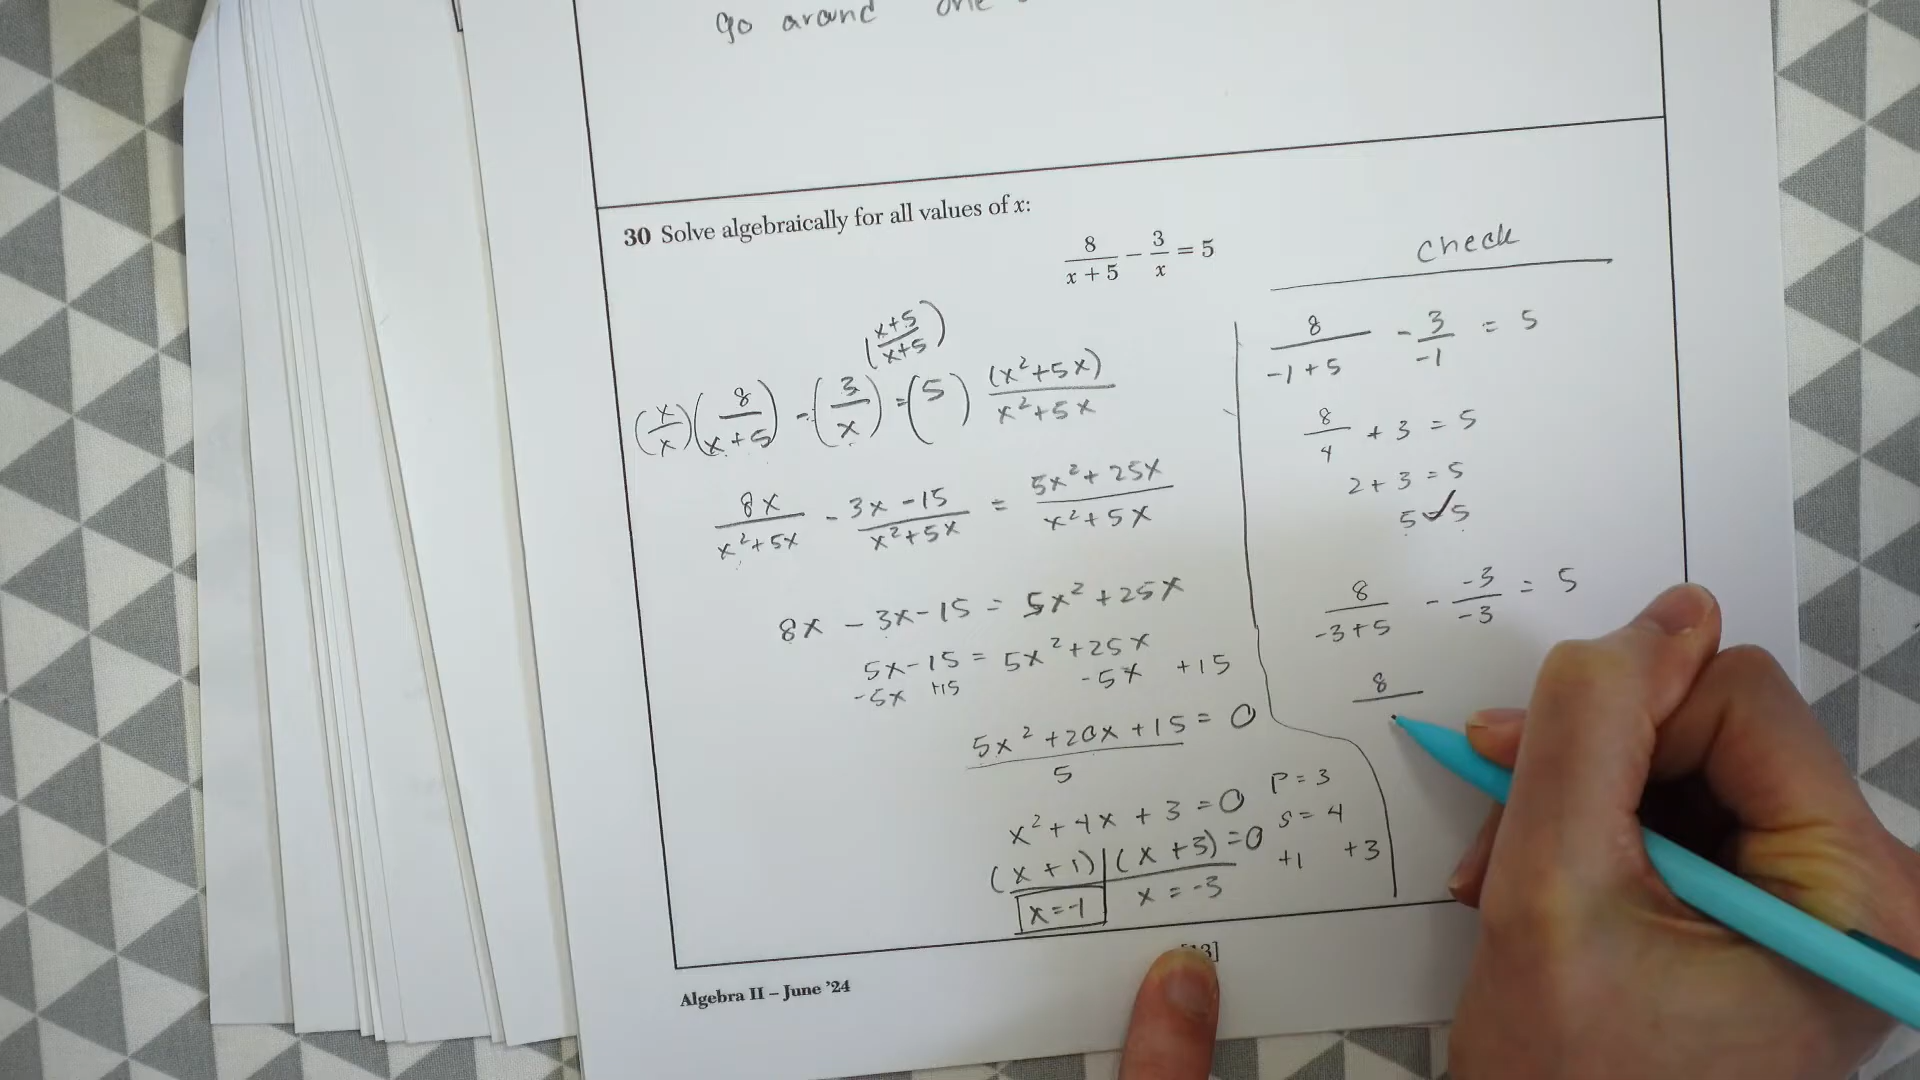 go around one
30 Solve algebraically for all values of x:
8/(x + 5) − 3/x = 5
((x+5)/(x+5))
(x/x)(8/(x+5)) - (3/x) = (5) (x²+5x)/(x²+5x)
8x/(x²+5x) - (3x -15)/(x²+5x) = (5x²+25x)/(x²+5x)
8x - 3x - 15 = 5x² + 25x
5x - 15 = 5x² + 25x
-5x +15 -5x +15
(5x² + 20x + 15)/5 = 0
x² + 4x + 3 = 0
(x + 1) | (x + 3) = 0
x = -1 x = -3
P = 3
S = 4
+1 +3
check
8/(-1+5) - 3/(-1) = 5
8/4 + 3 = 5
2 + 3 = 5
5 ✓ 5
8/(-3+5) - (-3)/(-3) = 5
8
3]
Algebra II – June ’24